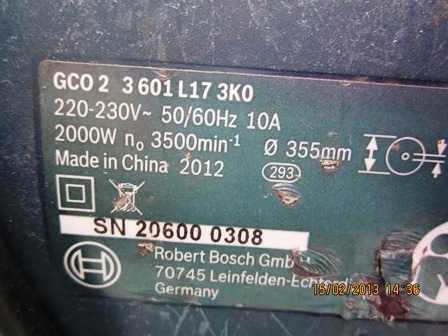 GCO 2 3 601 L17 3K0
220-230V~ 50/60Hz 10A
2000W n₀ 3500min⁻¹ Ø 355mm
Made in China 2012
293
SN 20600 0308
Robert Bosch GmbH
70745 Leinfelden-Echterdi
Germany
15/02/2013 14:36